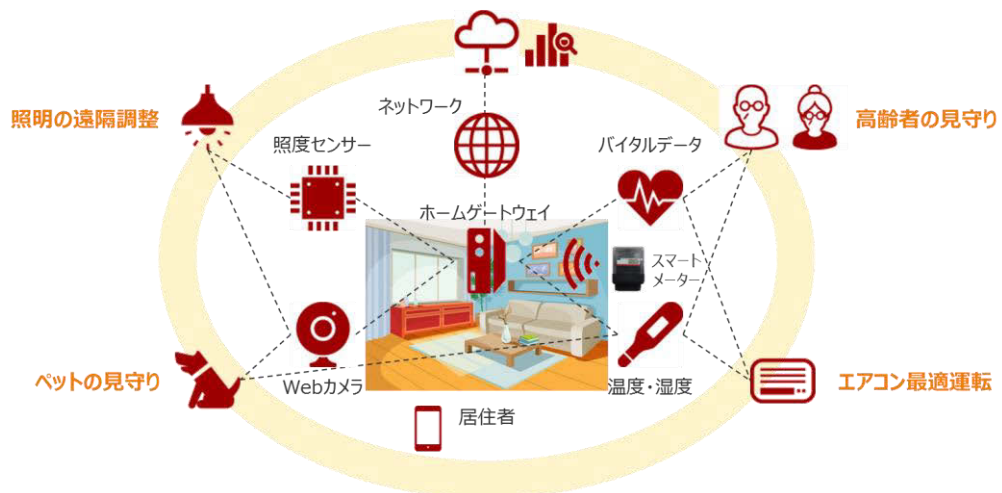 ネットワーク
照明の遠隔調整
高齢者の見守り
照度センサー
バイタルデータ
ホームゲートウェイ
スマート
メーター
ペットの見守り
Webカメラ
温度・湿度
エアコン最適運転
居住者